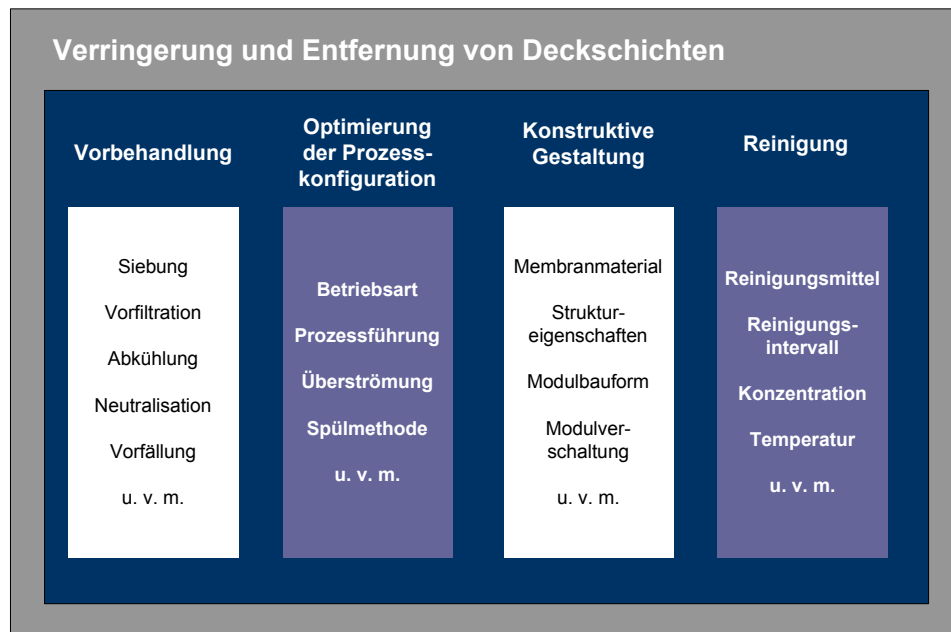 Verringerung und Entfernung von Deckschichten
Vorbehandlung
Siebung
Vorfiltration
Abkühlung
Neutralisation
Vorfällung
u. v. m.
Optimierung
der Prozess-
konfiguration
Betriebsart
Prozessführung
Überströmung
Spülmethode
u. v. m.
Konstruktive
Gestaltung
Membranmaterial
Struktur-
eigenschaften
Modulbauform
Modulver-
schaltung
u. v. m.
Reinigung
Reinigungsmittel
Reinigungs-
intervall
Konzentration
Temperatur
u. v. m.